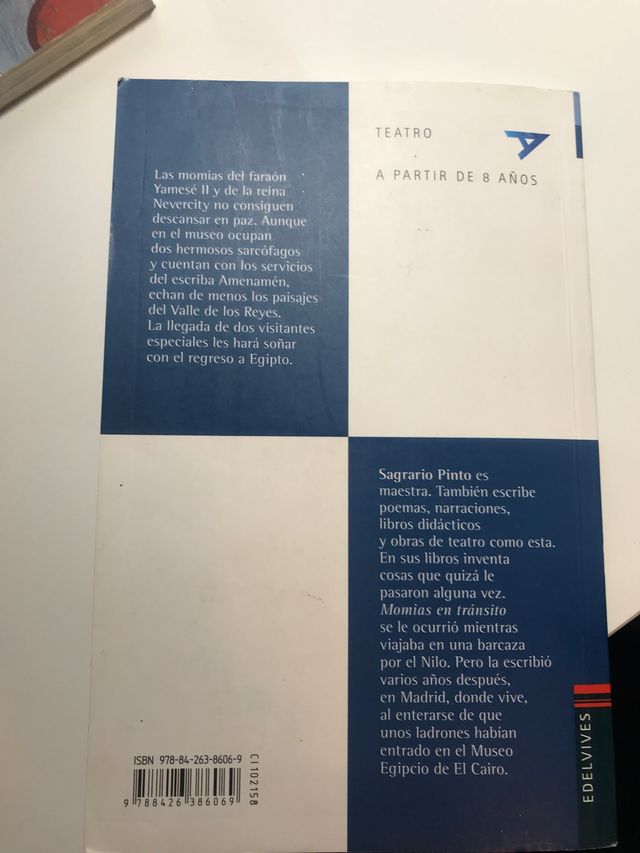 TEATRO
A PARTIR DE 8 AÑOS
Las momias del faraón
Yamesé II y de la reina
Nevercity no consiguen
descansar en paz. Aunque
en el museo ocupan
dos hermosos sarcófagos
y cuentan con los servicios
del escriba Amenamén,
echan de menos los paisajes
del Valle de los Reyes.
La llegada de dos visitantes
especiales les hará soñar
con el regreso a Egipto.
Sagrario Pinto es
maestra. También escribe
poemas, narraciones,
libros didácticos
y obras de teatro como esta.
En sus libros inventa
cosas que quizá le
pasaron alguna vez.
Momias en tránsito
se le ocurrió mientras
viajaba en una barcaza
por el Nilo. Pero la escribió
varios años después,
en Madrid, donde vive,
al enterarse de que
unos ladrones habían
entrado en el Museo
Egipcio de El Cairo.
ISBN 978-84-263-8606-9
9 788426 386069
CI 102158
EDELVIVES